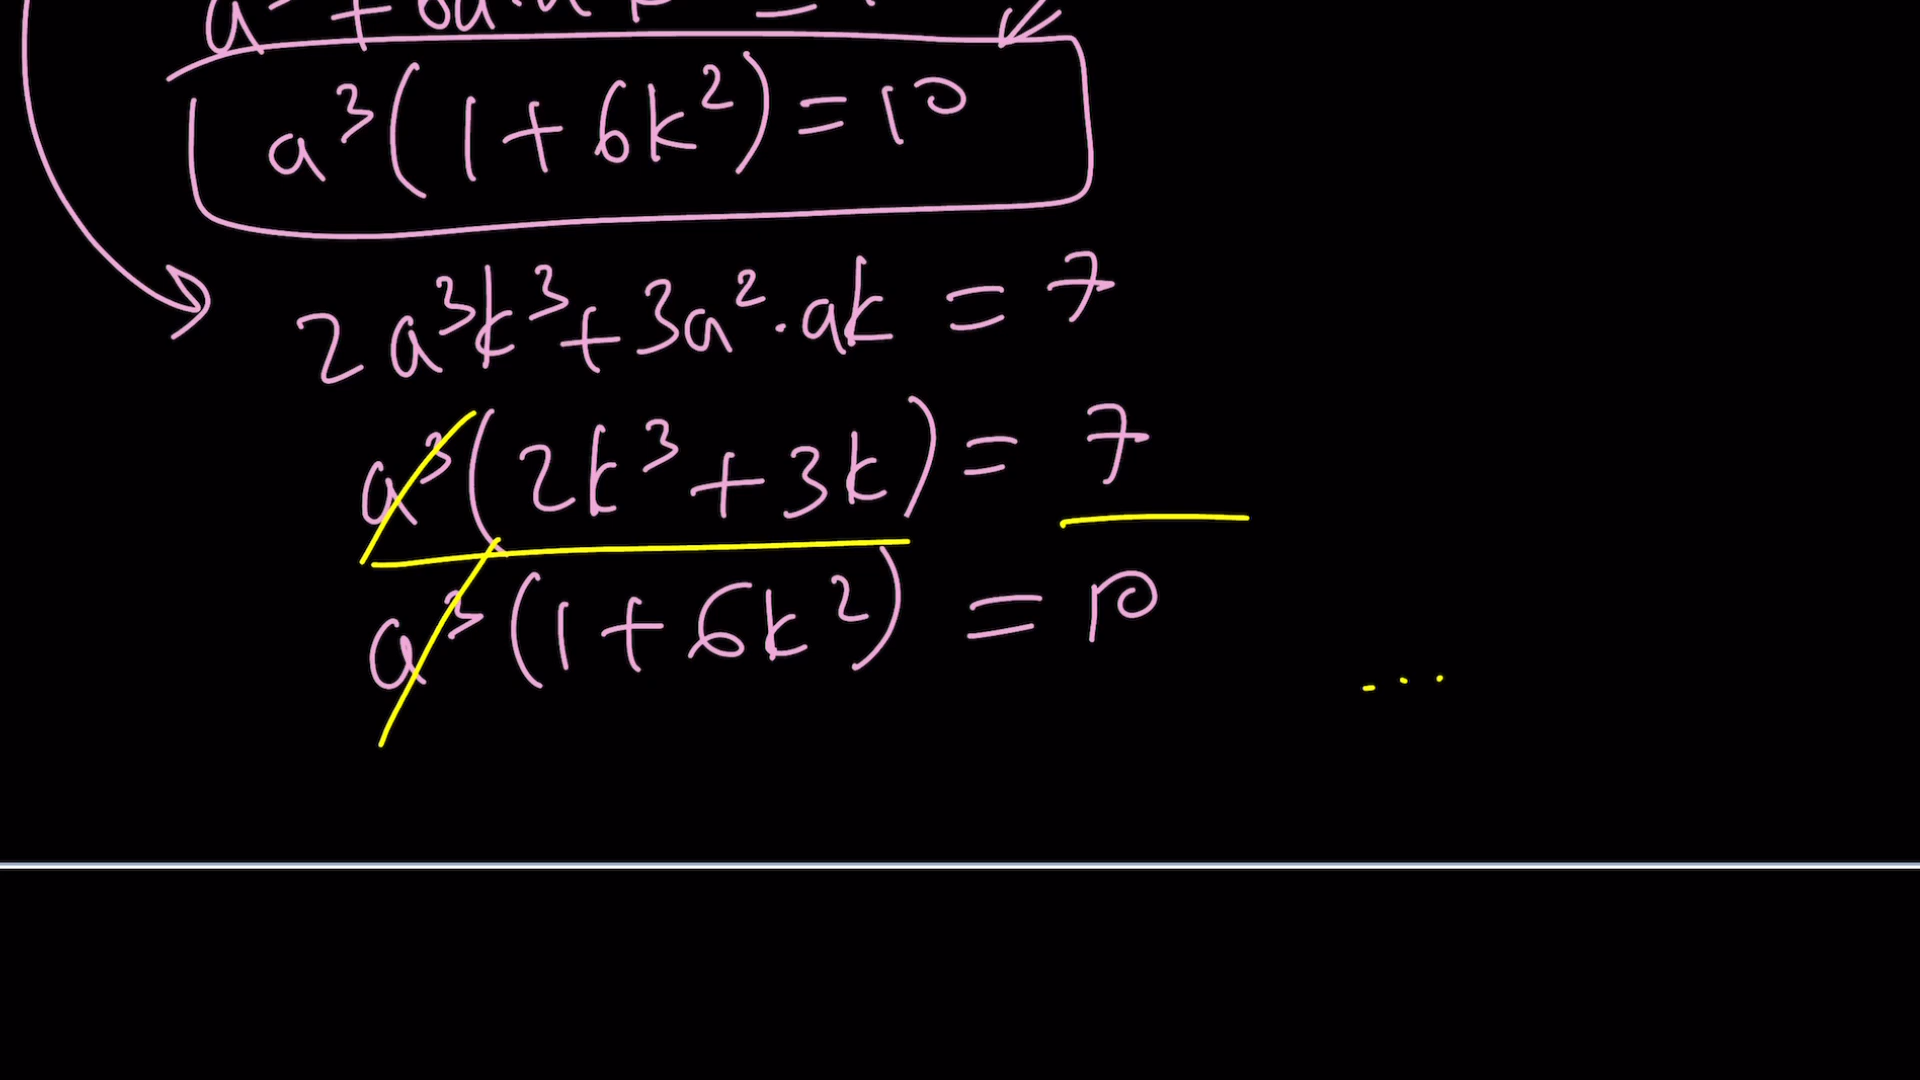 a³(1+6k²)=10
2a³k³+3a²·ak=7
a³(2k³+3k)=7
a³(1+6k²)=10
...